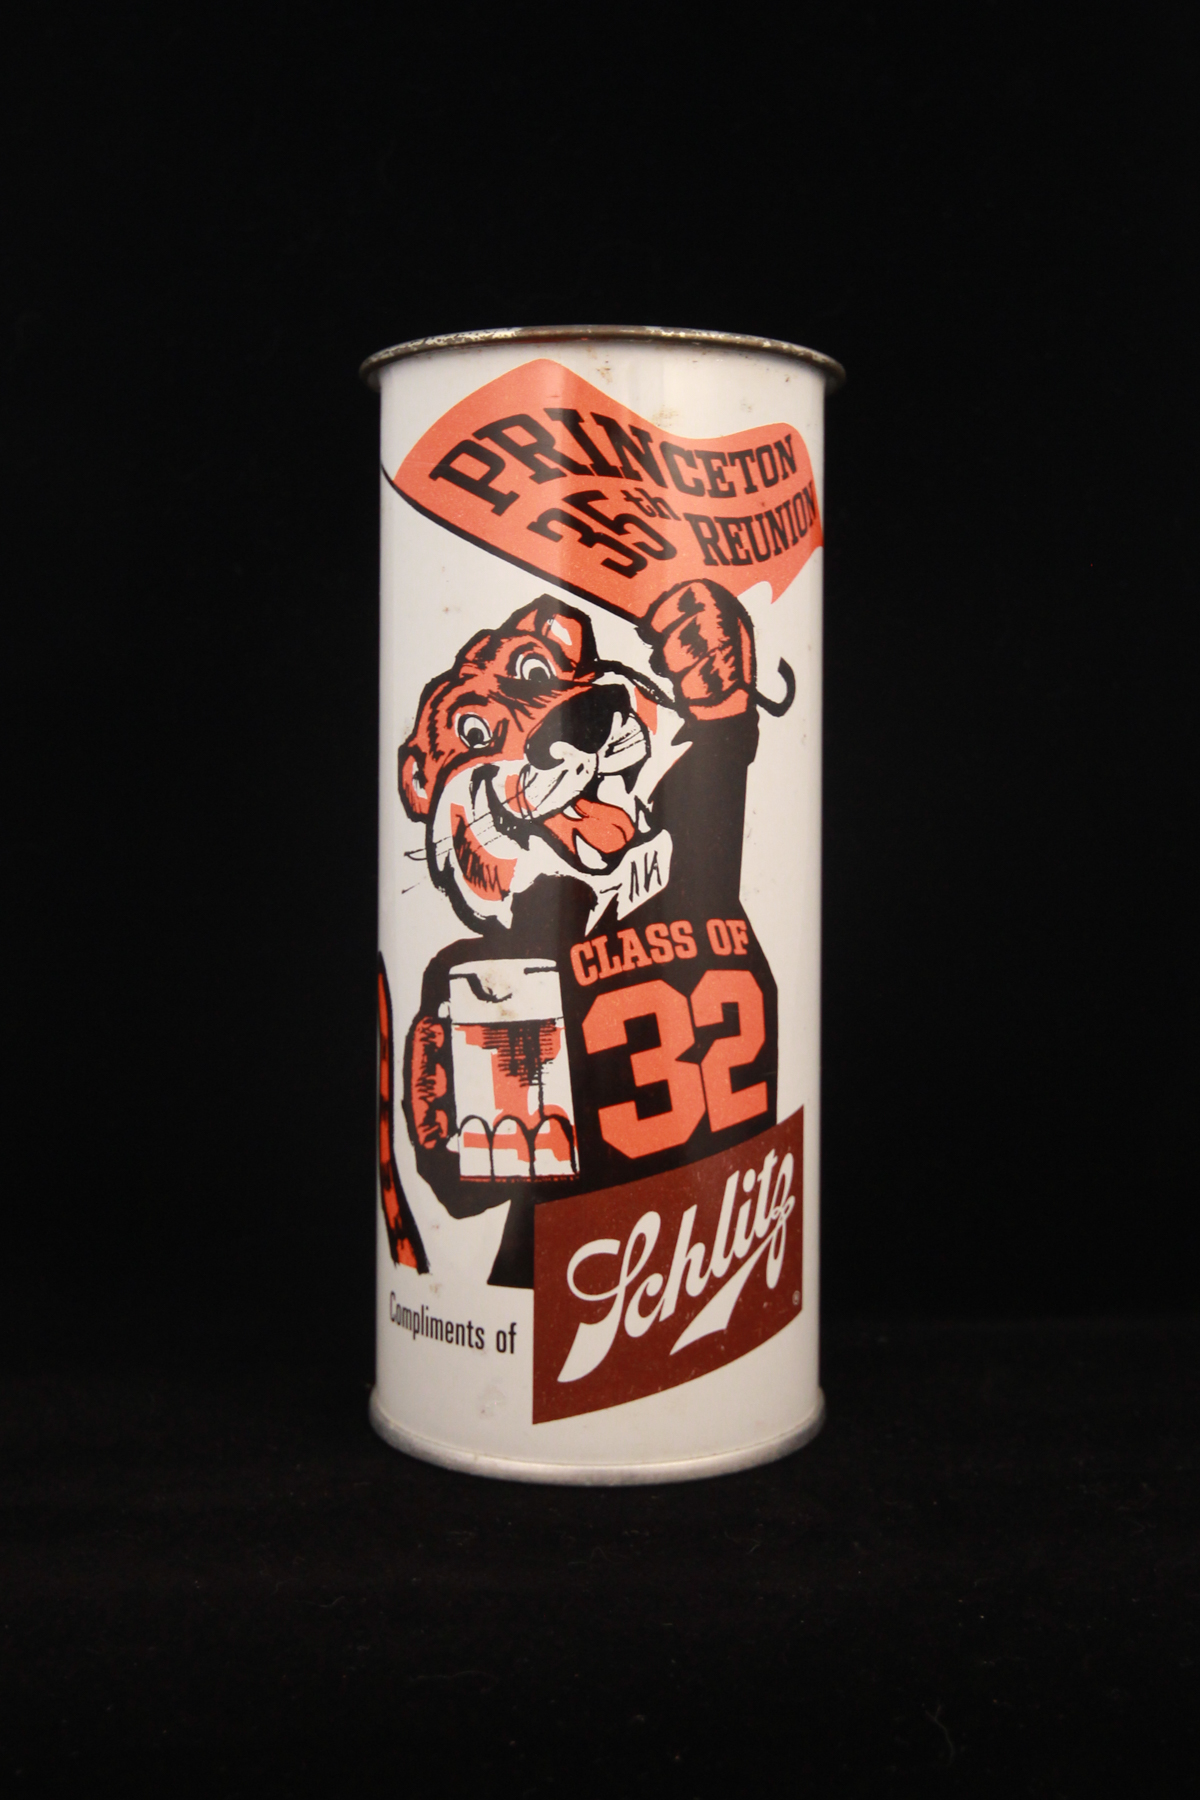 PRINCETON
35th REUNION
CLASS OF
32
Compliments of
Schlitz
®